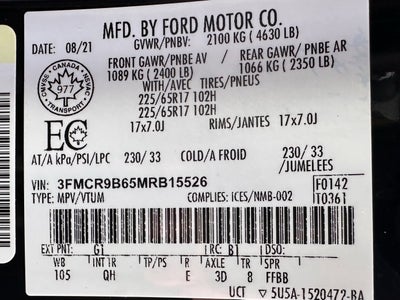 MFD. BY FORD MOTOR CO.
DATE: 08/21
GVWR/PNBV: 2100 KG ( 4630 LB)
FRONT GAWR/PNBE AV / REAR GAWR/ PNBE AR
1089 KG ( 2400 LB) 1066 KG ( 2350 LB)
WITH/AVEC TIRES/PNEUS
225/65R17 102H
225/65R17 102H
17x7.0J RIMS/JANTES 17x7.0J
CANADA
977
TRANSPORT
EC
AT/A kPa/PSI/LPC 230/ 33 COLD/A FROID 230/ 33
/JUMELEES
VIN: 3FMCR9B65MRB15526
TYPE: MPV/VTUM COMPLIES: ICES/NMB-002
F0142
T0361
EXT PNT: G1 RC: B1 DSO:
WB INT TR TP/PS R AXLE TR R
105 QH E 3D 8 FFBB
UCT 5U5A-1520472-BA